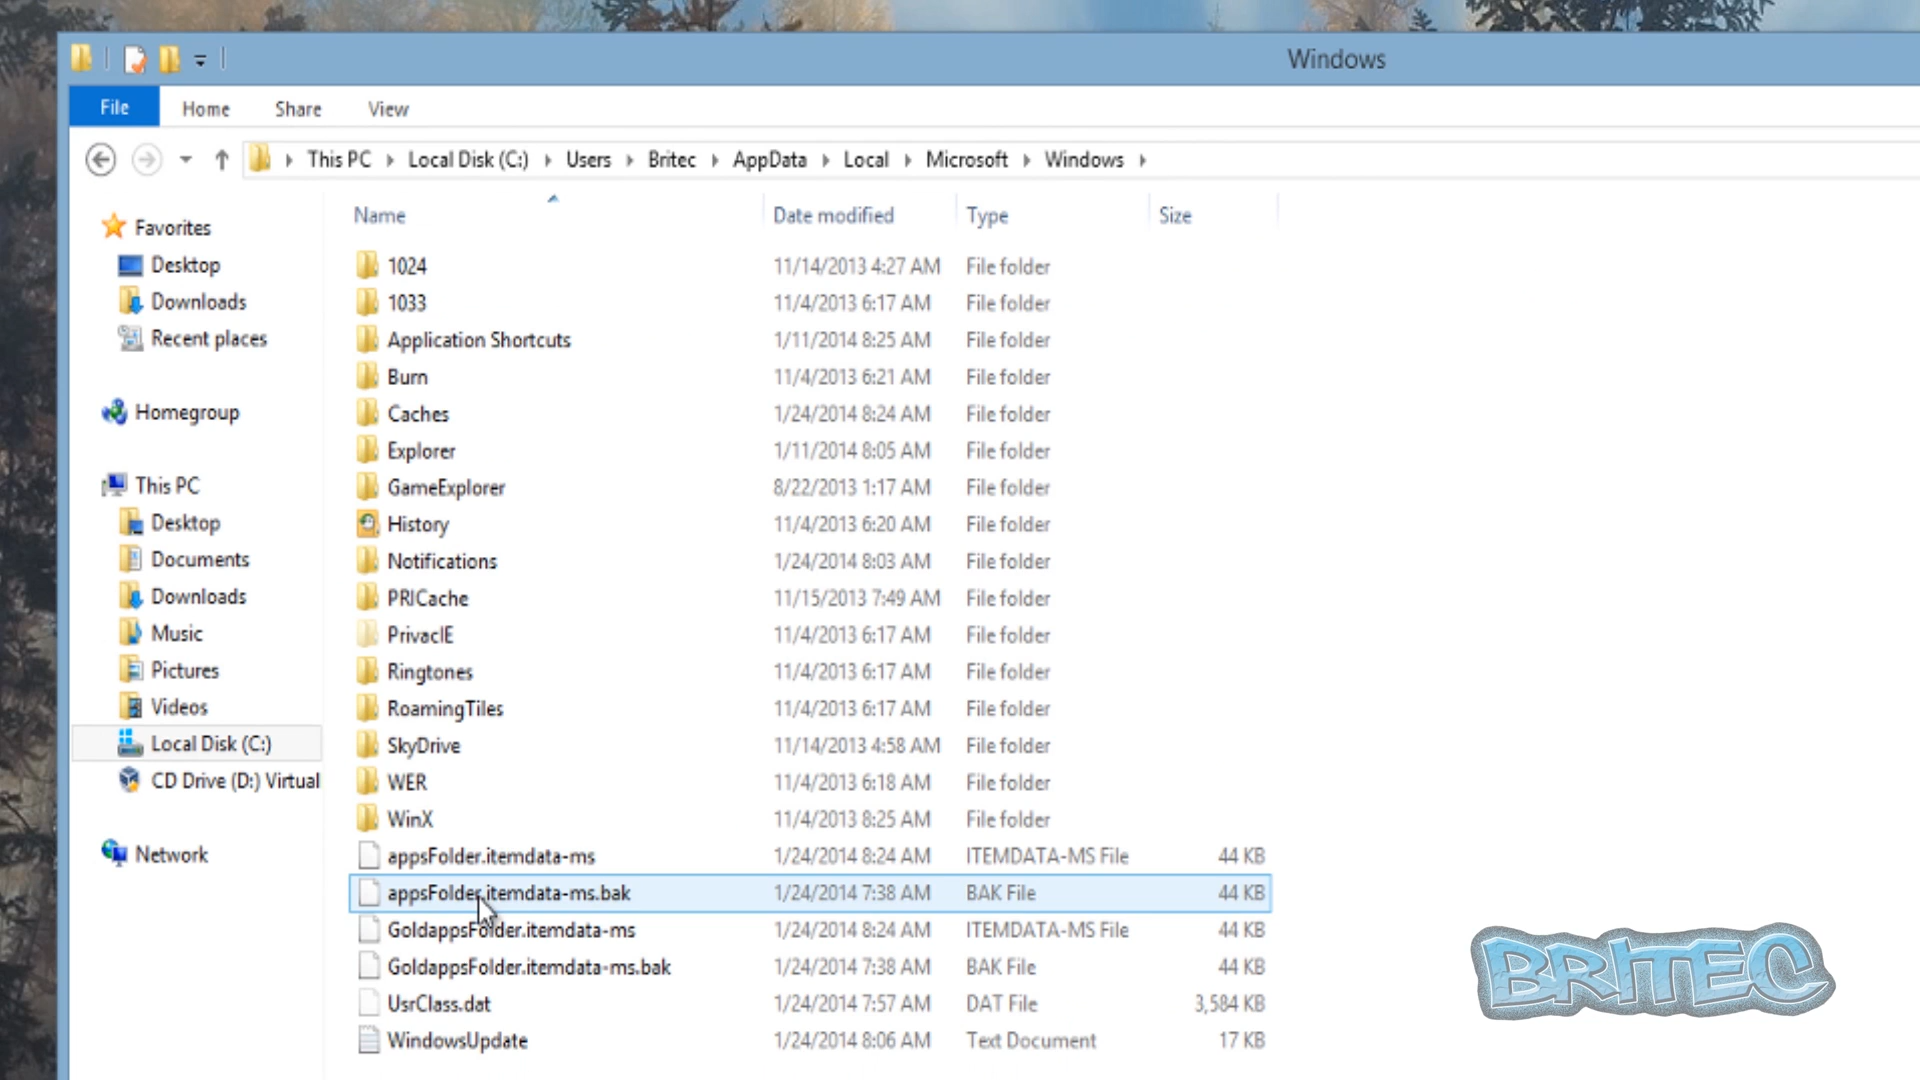 Windows
File Home Share View
This PC Local Disk (C:) Users Britec AppData Local Microsoft Windows
Name Date modified Type Size
Favorites
Desktop
Downloads
Recent places
Homegroup
This PC
Desktop
Documents
Downloads
Music
Pictures
Videos
Local Disk (C:)
CD Drive (D:) Virtual
Network
1024 11/14/2013 4:27 AM File folder
1033 11/4/2013 6:17 AM File folder
Application Shortcuts 1/11/2014 8:25 AM File folder
Burn 11/4/2013 6:21 AM File folder
Caches 1/24/2014 8:24 AM File folder
Explorer 1/11/2014 8:05 AM File folder
GameExplorer 8/22/2013 1:17 AM File folder
History 11/4/2013 6:20 AM File folder
Notifications 1/24/2014 8:03 AM File folder
PRICache 11/15/2013 7:49 AM File folder
PrivacIE 11/4/2013 6:17 AM File folder
Ringtones 11/4/2013 6:17 AM File folder
RoamingTiles 11/4/2013 6:17 AM File folder
SkyDrive 11/14/2013 4:58 AM File folder
WER 11/4/2013 6:18 AM File folder
WinX 11/4/2013 8:25 AM File folder
appsFolder.itemdata-ms 1/24/2014 8:24 AM ITEMDATA-MS File 44 KB
appsFolder.itemdata-ms.bak 1/24/2014 7:38 AM BAK File 44 KB
GoldappsFolder.itemdata-ms 1/24/2014 8:24 AM ITEMDATA-MS File 44 KB
GoldappsFolder.itemdata-ms.bak 1/24/2014 7:38 AM BAK File 44 KB
UsrClass.dat 1/24/2014 7:57 AM DAT File 3,584 KB
WindowsUpdate 1/24/2014 8:06 AM Text Document 17 KB
BRITEC